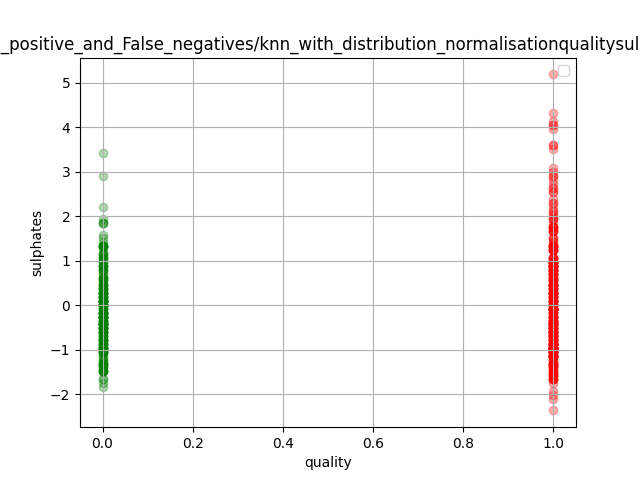 _positive_and_False_negatives/knn_with_distribution_normalisationqualitysul
5
4
3
2
1
0
−1
−2
sulphates
0.0 0.2 0.4 0.6 0.8 1.0
quality